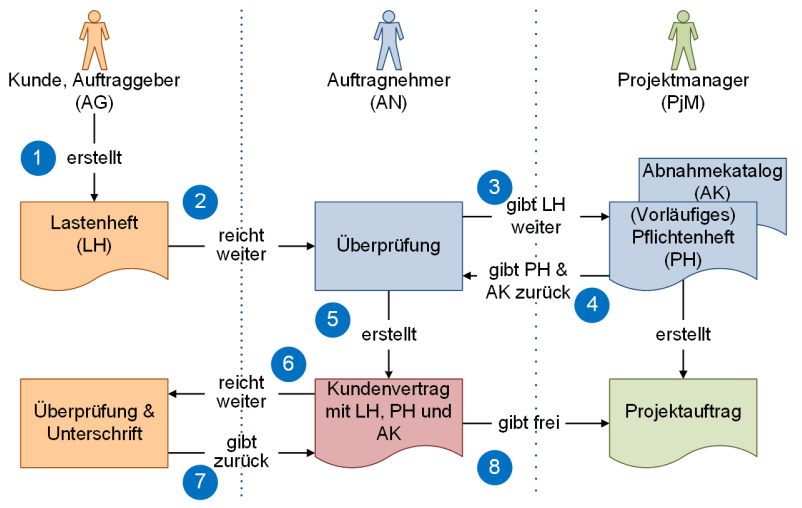 Kunde, Auftraggeber
(AG)
Auftragnehmer
(AN)
Projektmanager
(PjM)
1
erstellt
2
3
Abnahmekatalog
(AK)
Lastenheft
(LH)
reicht
weiter
Überprüfung
gibt LH
weiter
(Vorläufiges)
Pflichtenheft
(PH)
gibt PH &
AK zurück
4
5
erstellt
erstellt
6
Überprüfung &
Unterschrift
reicht
weiter
gibt
zurück
Kundenvertrag
mit LH, PH und
AK
gibt frei
Projektauftrag
7
8